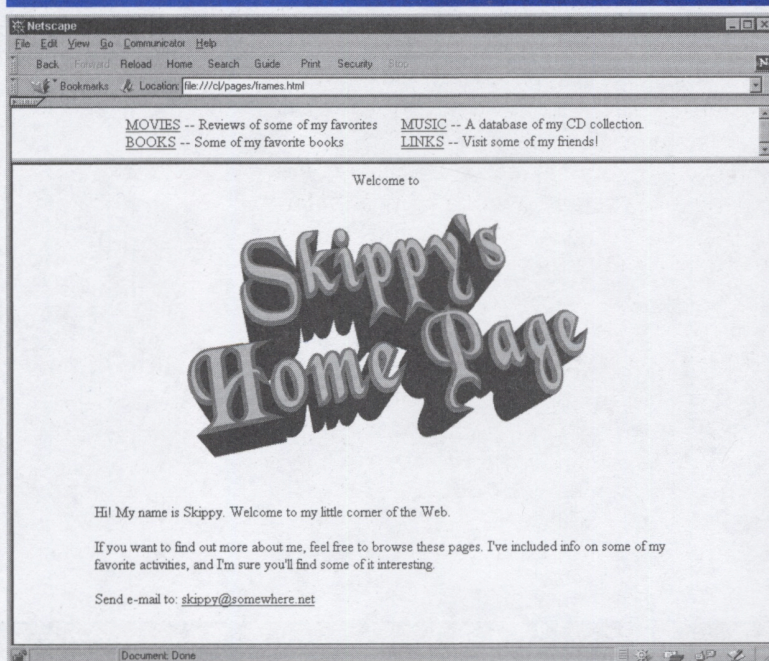 Netscape
File Edit View Go Communicator Help
Back Forward Reload Home Search Guide Print Security Stop
Bookmarks Location: file:///c|/pages/frames.html
MOVIES -- Reviews of some of my favorites MUSIC -- A database of my CD collection.
BOOKS -- Some of my favorite books LINKS -- Visit some of my friends!
Welcome to
Skippy's
Home Page
Hi! My name is Skippy. Welcome to my little corner of the Web.
If you want to find out more about me, feel free to browse these pages. I've included info on some of my
favorite activities, and I'm sure you'll find some of it interesting.
Send e-mail to: skippy@somewhere.net
Document: Done